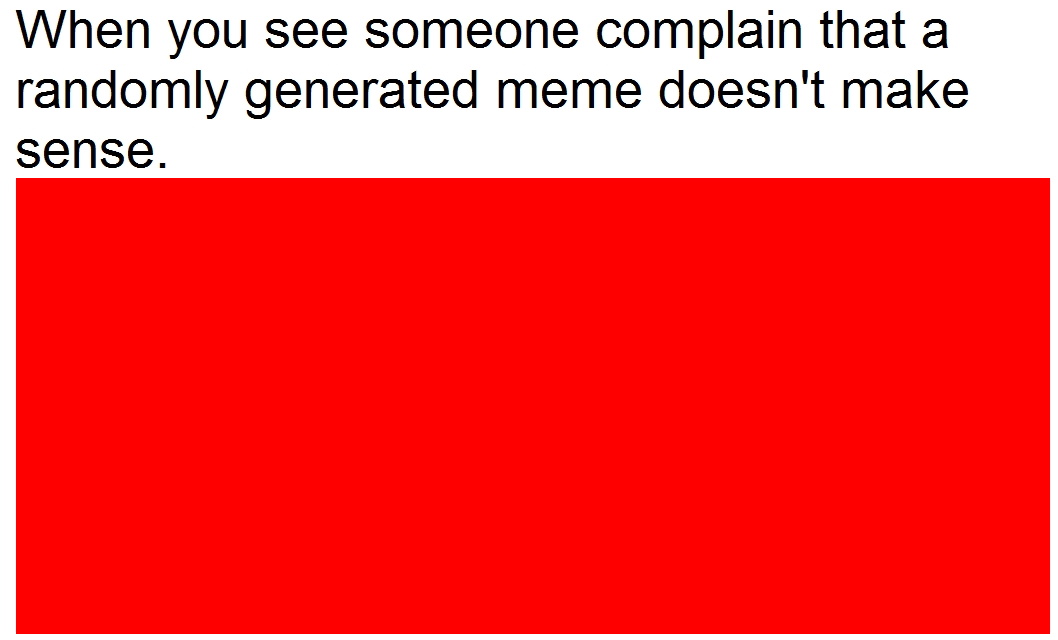 When you see someone complain that a
randomly generated meme doesn't make
sense.